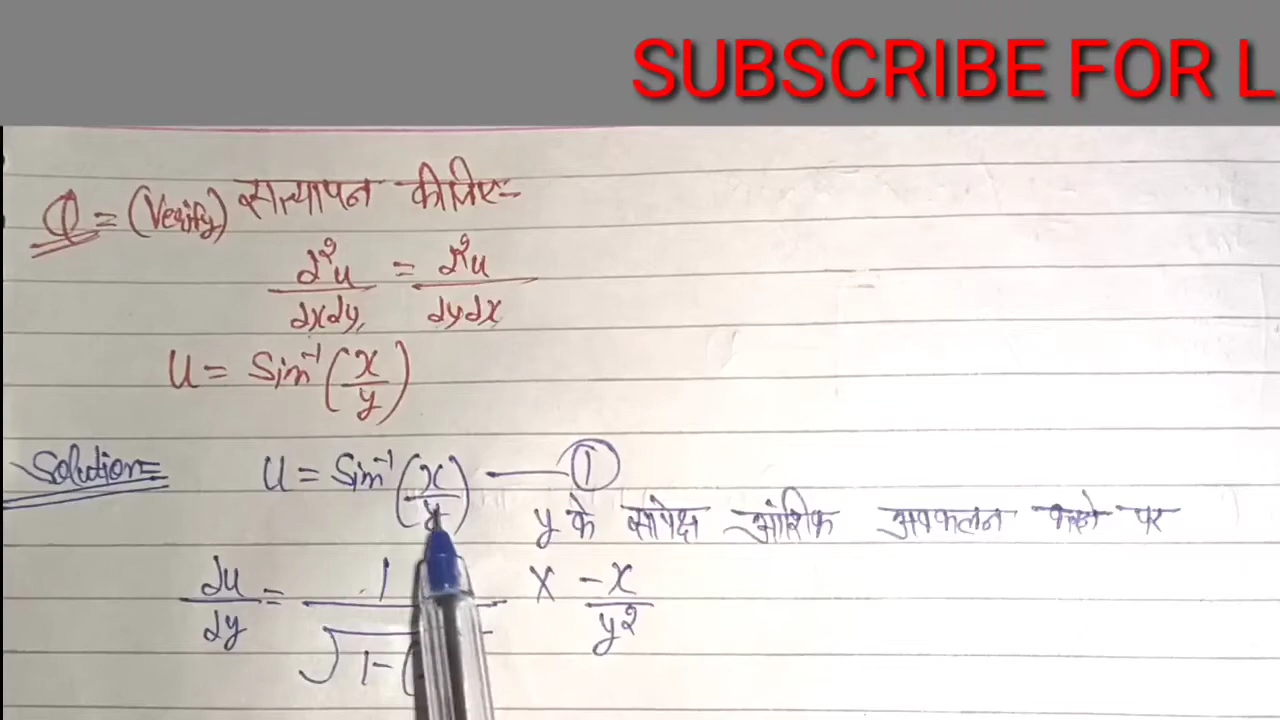 SUBSCRIBE FOR L
Q = (Verify) सत्यापन कीजिए-
∂²u/∂x∂y = ∂²u/∂y∂x
U = Sin⁻¹(x/y)
Solution= U = Sin⁻¹(x/y) — ①
y के सापेक्ष आंशिक अवकलन करने पर
∂u/∂y = 1/√1-( × -x/y²